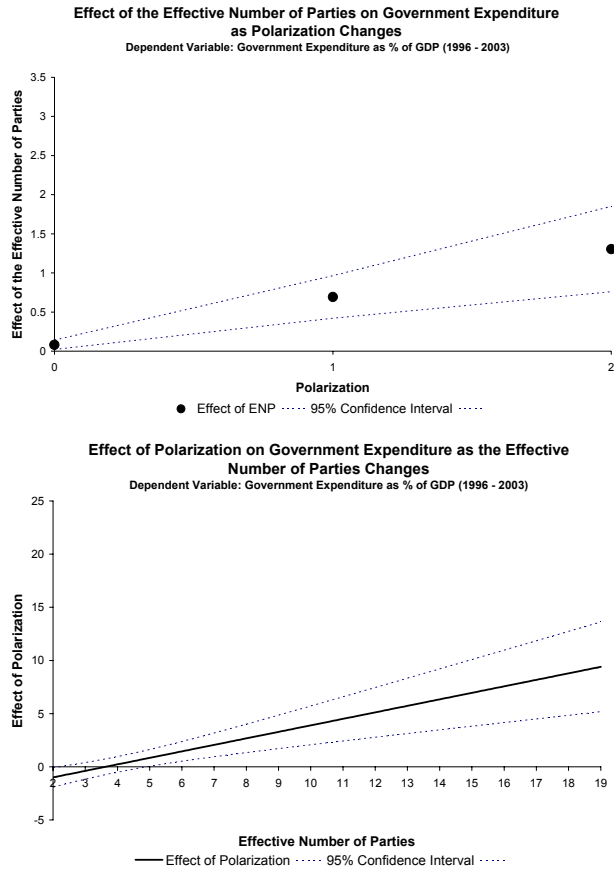 Effect of the Effective Number of Parties on Government Expenditure
as Polarization Changes
Dependent Variable: Government Expenditure as % of GDP (1996 - 2003)
Effect of the Effective Number of Parties
3.5
3
2.5
2
1.5
1
0.5
0
0 1 2
Polarization
Effect of ENP 95% Confidence Interval
Effect of Polarization on Government Expenditure as the Effective
Number of Parties Changes
Dependent Variable: Government Expenditure as % of GDP (1996 - 2003)
Effect of Polarization
25
20
15
10
5
0
-5
2 3 4 5 6 7 8 9 10 11 12 13 14 15 16 17 18 19
Effective Number of Parties
Effect of Polarization 95% Confidence Interval